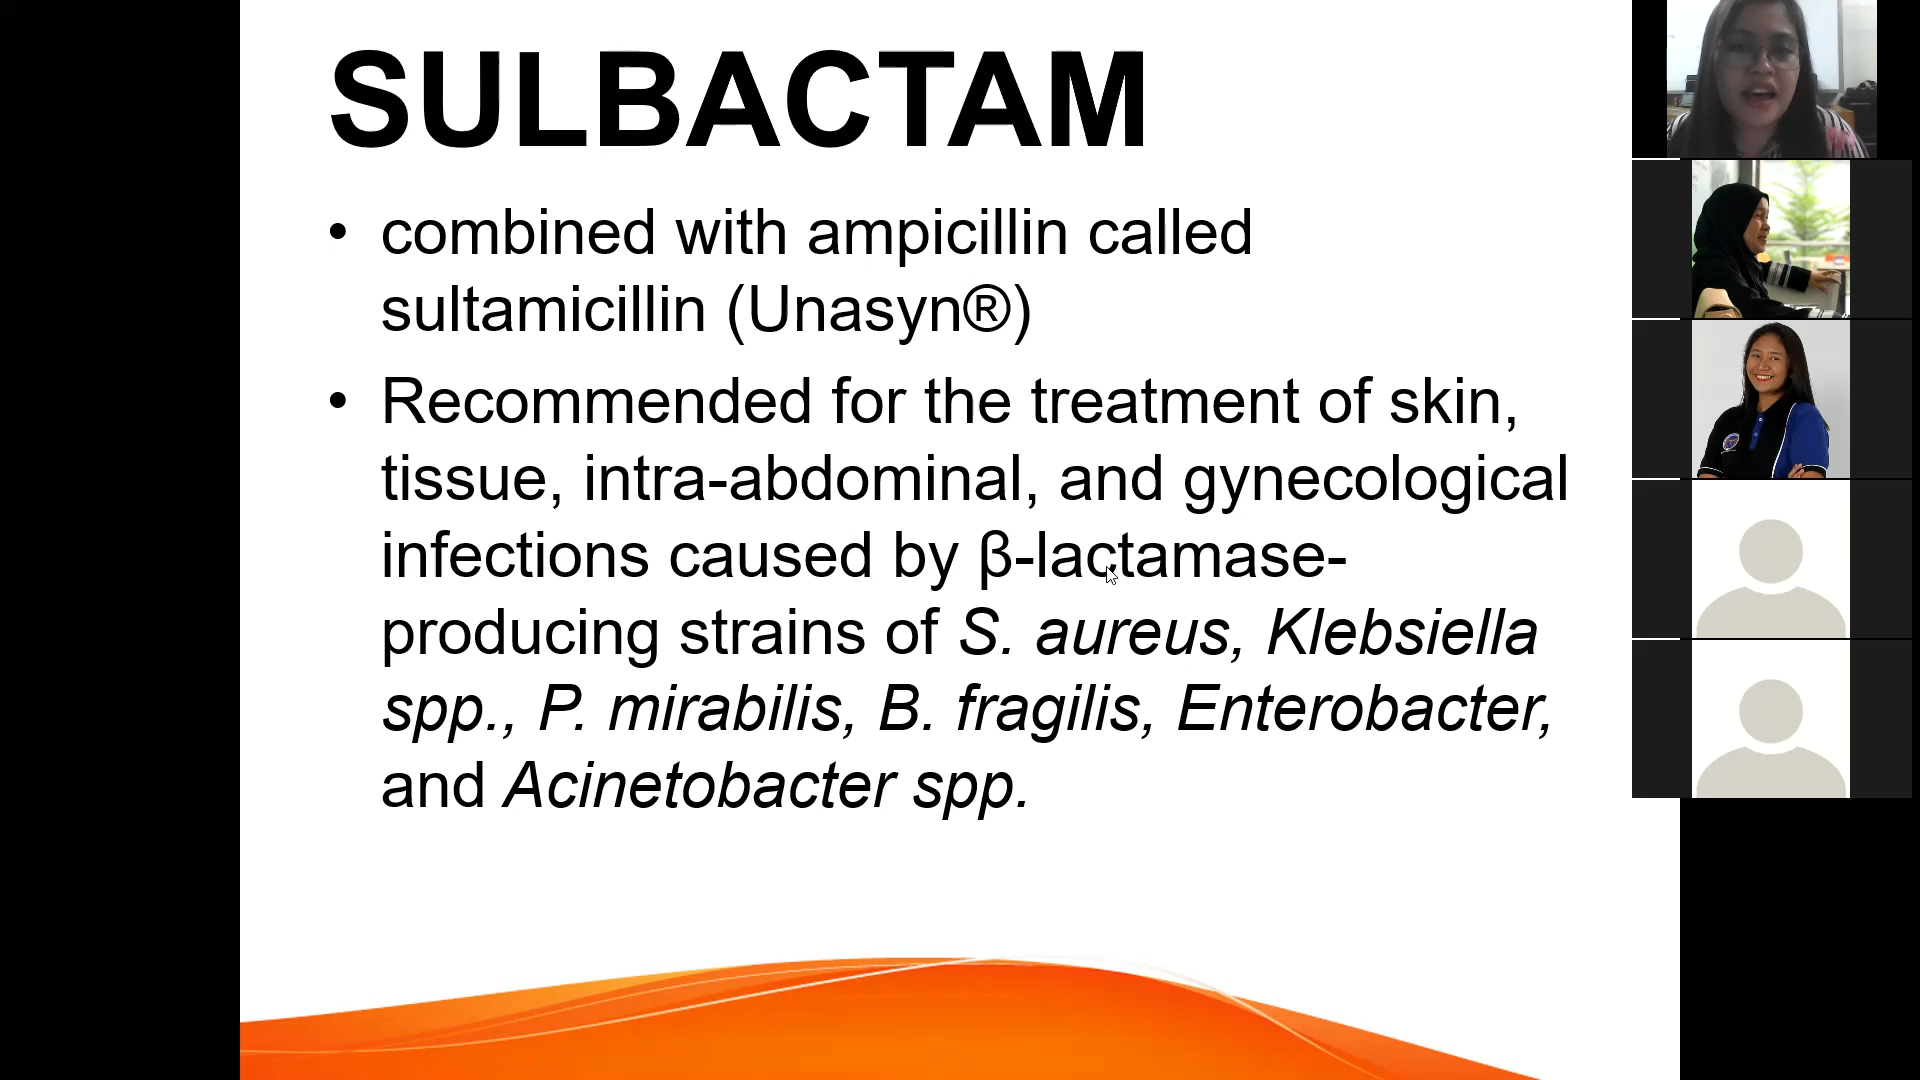 SULBACTAM
• combined with ampicillin called
sultamicillin (Unasyn®)
• Recommended for the treatment of skin,
tissue, intra-abdominal, and gynecological
infections caused by β-lactamase-
producing strains of S. aureus, Klebsiella
spp., P. mirabilis, B. fragilis, Enterobacter,
and Acinetobacter spp.